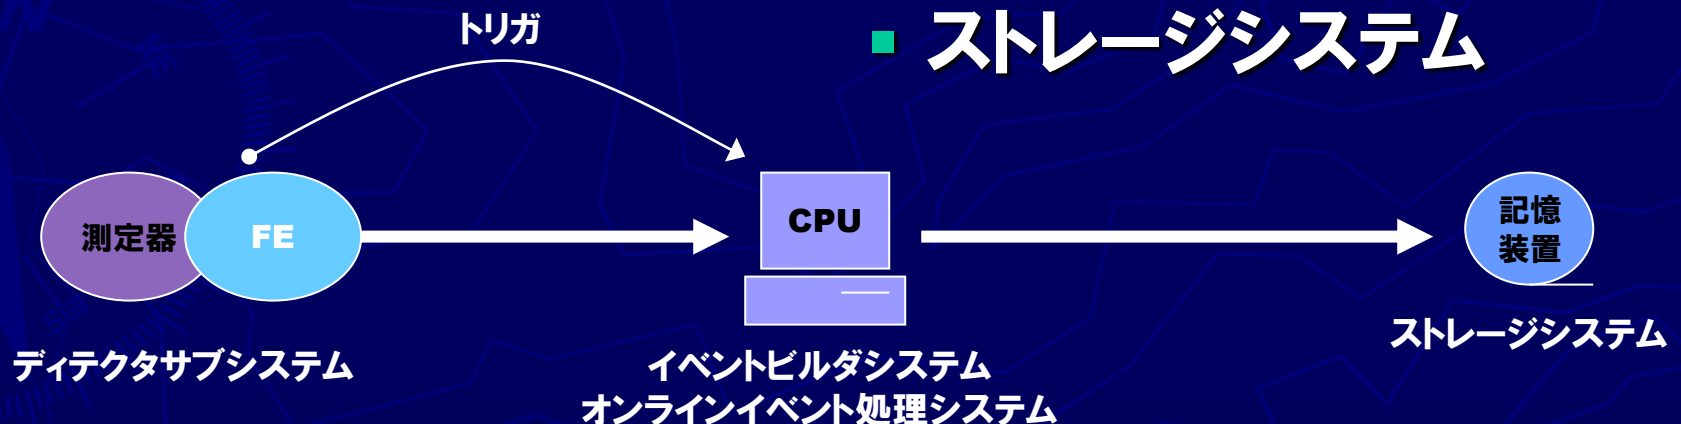 トリガ
ストレージシステム
測定器
FE
CPU
記憶
装置
ディテクタサブシステム
イベントビルダシステム
オンラインイベント処理システム
ストレージシステム